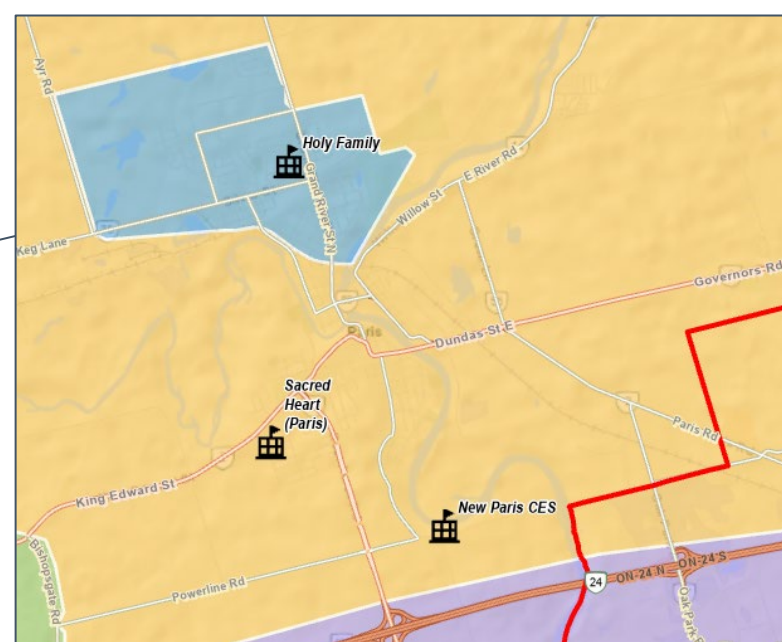 Ayr Rd
Holy Family
Grand River St N
Willow St
E River Rd
Keg Lane
Governors Rd
Paris
Dundas St E
Sacred
Heart
(Paris)
Paris Rd
King Edward St
New Paris CES
Bishopsgate Rd
Powerline Rd
24
ON-24 N
ON-24 S
Oak Park